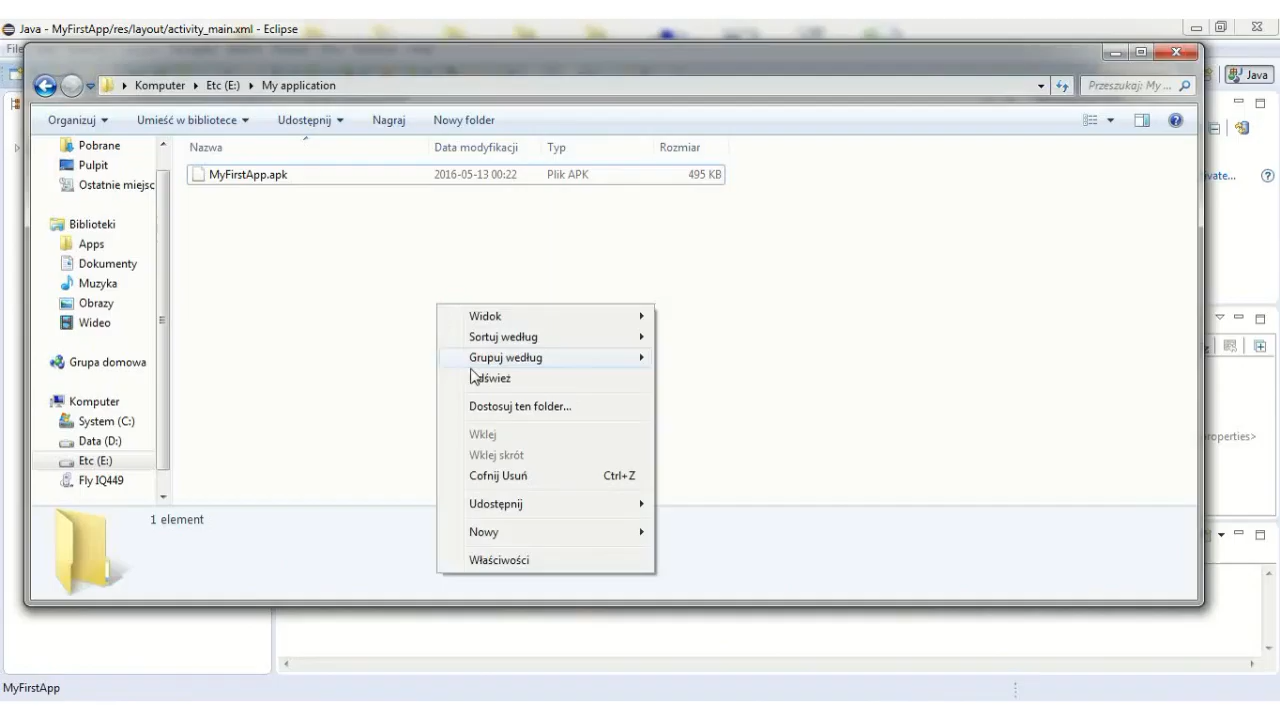 Java - MyFirstApp/res/layout/activity_main.xml - Eclipse
File
Java
Komputer Etc (E:) My application
Przeszukaj: My ...
Organizuj Umieść w bibliotece Udostępnij Nagraj Nowy folder
Nazwa Data modyfikacji Typ Rozmiar
MyFirstApp.apk 2016-05-13 00:22 Plik APK 495 KB
Pobrane
Pulpit
Ostatnie miejsc
Biblioteki
Apps
Dokumenty
Muzyka
Obrazy
Wideo
Grupa domowa
Komputer
System (C:)
Data (D:)
Etc (E:)
Fly IQ449
Widok
Sortuj według
Grupuj według
Odśwież
Dostosuj ten folder...
Wklej
Wklej skrót
Cofnij Usuń Ctrl+Z
Udostępnij
Nowy
Właściwości
1 element
vate...
roperties>
MyFirstApp